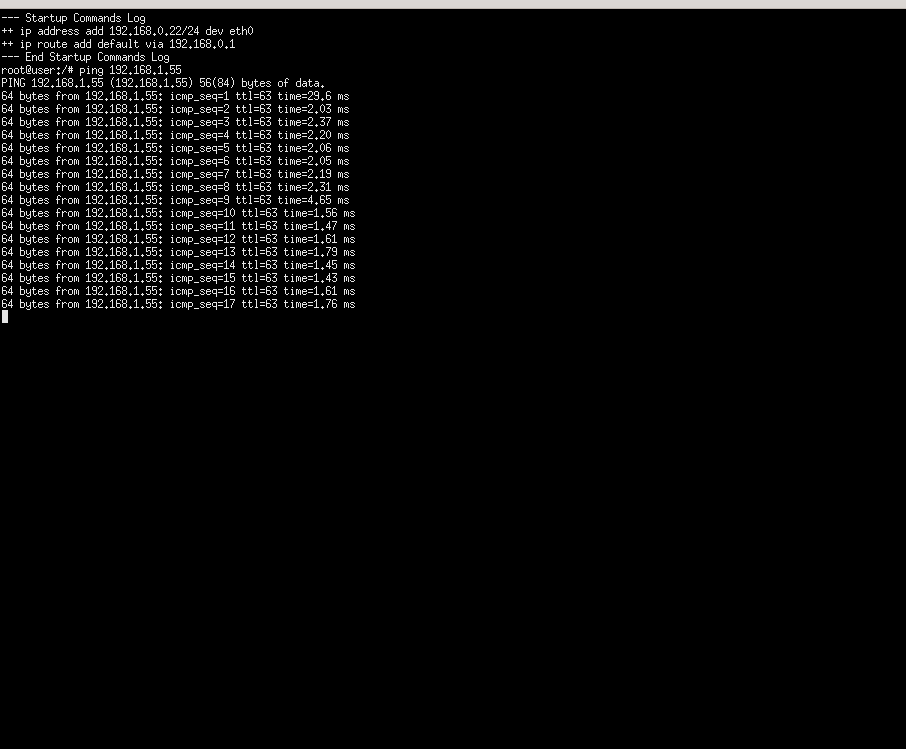 --- Startup Commands Log
++ ip address add 192.168.0.22/24 dev eth0
++ ip route add default via 192.168.0.1
--- End Startup Commands Log
root@user:/# ping 192.168.1.55
PING 192.168.1.55 (192.168.1.55) 56(84) bytes of data.
64 bytes from 192.168.1.55: icmp_seq=1 ttl=63 time=29.6 ms
64 bytes from 192.168.1.55: icmp_seq=2 ttl=63 time=2.03 ms
64 bytes from 192.168.1.55: icmp_seq=3 ttl=63 time=2.37 ms
64 bytes from 192.168.1.55: icmp_seq=4 ttl=63 time=2.20 ms
64 bytes from 192.168.1.55: icmp_seq=5 ttl=63 time=2.06 ms
64 bytes from 192.168.1.55: icmp_seq=6 ttl=63 time=2.05 ms
64 bytes from 192.168.1.55: icmp_seq=7 ttl=63 time=2.19 ms
64 bytes from 192.168.1.55: icmp_seq=8 ttl=63 time=2.31 ms
64 bytes from 192.168.1.55: icmp_seq=9 ttl=63 time=4.65 ms
64 bytes from 192.168.1.55: icmp_seq=10 ttl=63 time=1.56 ms
64 bytes from 192.168.1.55: icmp_seq=11 ttl=63 time=1.47 ms
64 bytes from 192.168.1.55: icmp_seq=12 ttl=63 time=1.61 ms
64 bytes from 192.168.1.55: icmp_seq=13 ttl=63 time=1.79 ms
64 bytes from 192.168.1.55: icmp_seq=14 ttl=63 time=1.45 ms
64 bytes from 192.168.1.55: icmp_seq=15 ttl=63 time=1.43 ms
64 bytes from 192.168.1.55: icmp_seq=16 ttl=63 time=1.61 ms
64 bytes from 192.168.1.55: icmp_seq=17 ttl=63 time=1.76 ms